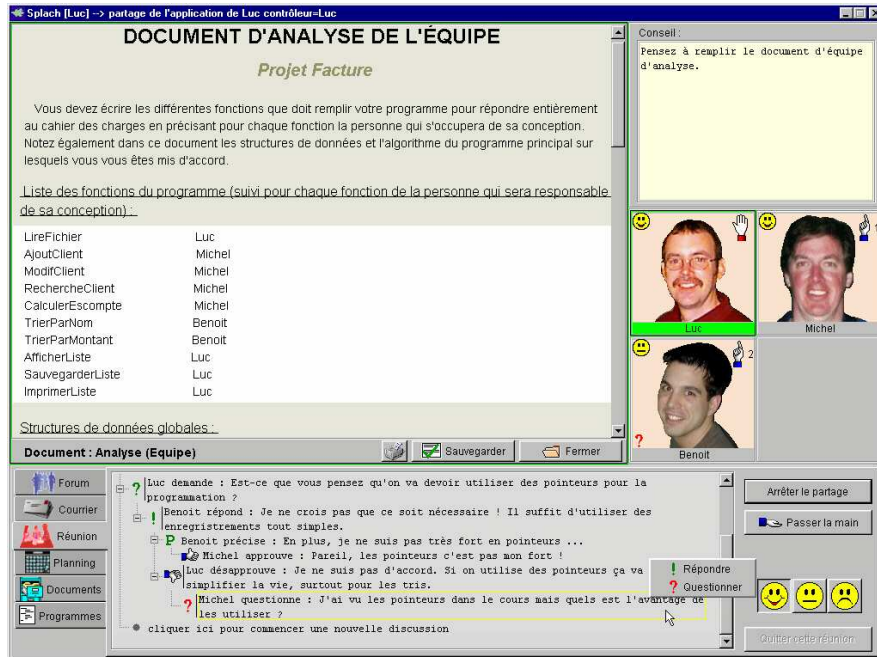 Splach [Luc] --> partage de l'application de Luc contrôleur=Luc
DOCUMENT D'ANALYSE DE L'ÉQUIPE
Projet Facture
Vous devez écrire les différentes fonctions que doit remplir votre programme pour répondre entièrement
au cahier des charges en précisant pour chaque fonction la personne qui s'occupera de sa conception.
Notez également dans ce document les structures de données et l'algorithme du programme principal sur
lesquels vous vous êtes mis d'accord.
Liste des fonctions du programme (suivi pour chaque fonction de la personne qui sera responsable
de sa conception) :
LireFichier Luc
AjoutClient Michel
ModifClient Michel
RechercheClient Michel
CalculerEscompte Michel
TrierParNom Benoit
TrierParMontant Benoit
AfficherListe Luc
SauvegarderListe Luc
ImprimerListe Luc
Structures de données globales :
Document : Analyse (Equipe)
Sauvegarder
Fermer
Conseil :
Pensez à remplir le document d'équipe
d'analyse.
1
Luc
Michel
2
?
Benoit
Forum
Courrier
Réunion
Planning
Documents
Programmes
? Luc demande : Est-ce que vous pensez qu'on va devoir utiliser des pointeurs pour la
programmation ?
! Benoit répond : Je ne crois pas que ce soit nécessaire ! Il suffit d'utiliser des
enregristrements tout simples.
P Benoit précise : En plus, je ne suis pas très fort en pointeurs ...
Michel approuve : Pareil, les pointeurs c'est pas mon fort !
Luc désapprouve : Je ne suis pas d'accord. Si on utilise des pointeurs ça va
simplifier la vie, surtout pour les tris.
? Michel questionne : J'ai vu les pointeurs dans le cours mais quels est l'avantage de
les utiliser ?
cliquer ici pour commencer une nouvelle discussion
! Répondre
? Questionner
Arrêter le partage
Passer la main
Quitter cette réunion